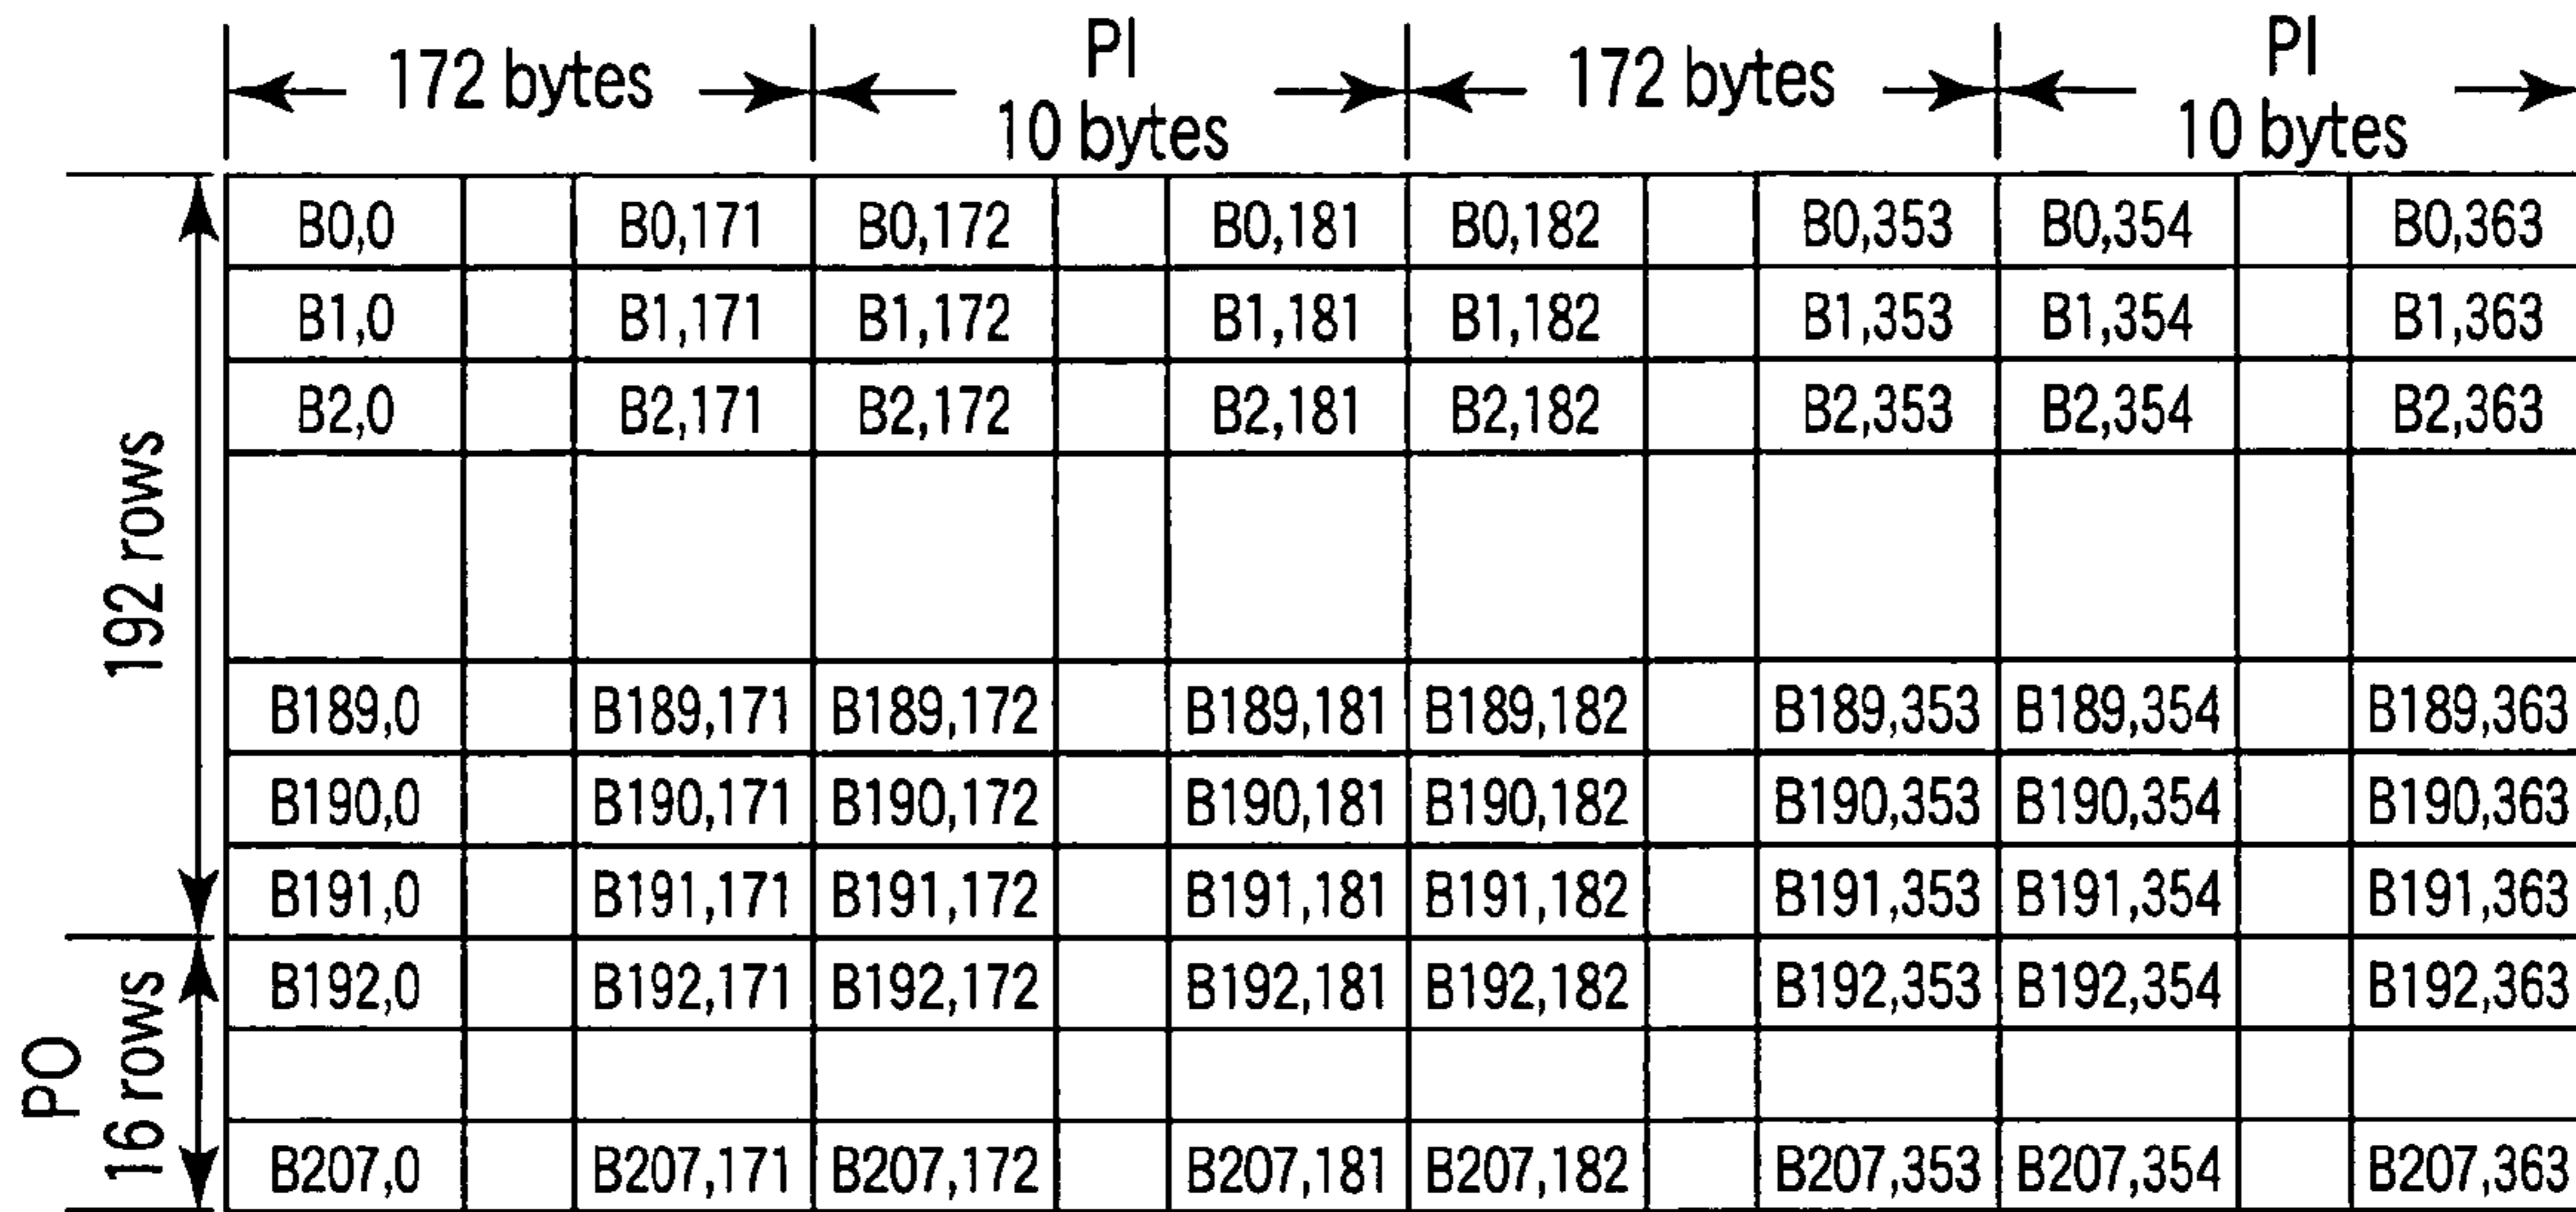 PI PI
172 bytes 172 bytes
10 bytes 10 bytes
B0,0 B0,171 B0,172 B0,181 B0,182 B0,353 B0,354 B0,363
B1,0 B1,171 B1,172 B1,181 B1,182 B1,353 B1,354 B1,363
B2,0 B2,171 B2,172 B2,181 B2,182 B2,353 B2,354 B2,363
192 rows
B189,0 B189,171 B189,172 B189,181 B189,182 B189,353 B189,354 B189,363
B190,0 B190,171 B190,172 B190,181 B190,182 B190,353 B190,354 B190,363
B191,0 B191,171 B191,172 B191,181 B191,182 B191,353 B191,354 B191,363
B192,0 B192,171 B192,172 B192,181 B192,182 B192,353 B192,354 B192,363
PO
16 rows
B207,0 B207,171 B207,172 B207,181 B207,182 B207,353 B207,354 B207,363